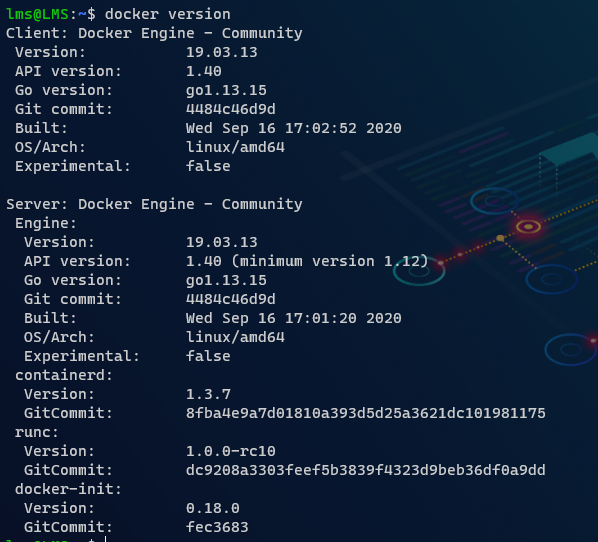 lms@LMS:~$ docker version
Client: Docker Engine - Community
 Version:           19.03.13
 API version:       1.40
 Go version:        go1.13.15
 Git commit:        4484c46d9d
 Built:             Wed Sep 16 17:02:52 2020
 OS/Arch:           linux/amd64
 Experimental:      false

Server: Docker Engine - Community
 Engine:
  Version:          19.03.13
  API version:      1.40 (minimum version 1.12)
  Go version:       go1.13.15
  Git commit:       4484c46d9d
  Built:            Wed Sep 16 17:01:20 2020
  OS/Arch:          linux/amd64
  Experimental:     false
 containerd:
  Version:          1.3.7
  GitCommit:        8fba4e9a7d01810a393d5d25a3621dc101981175
 runc:
  Version:          1.0.0-rc10
  GitCommit:        dc9208a3303feef5b3839f4323d9beb36df0a9dd
 docker-init:
  Version:          0.18.0
  GitCommit:        fec3683
lms@LMS:~$